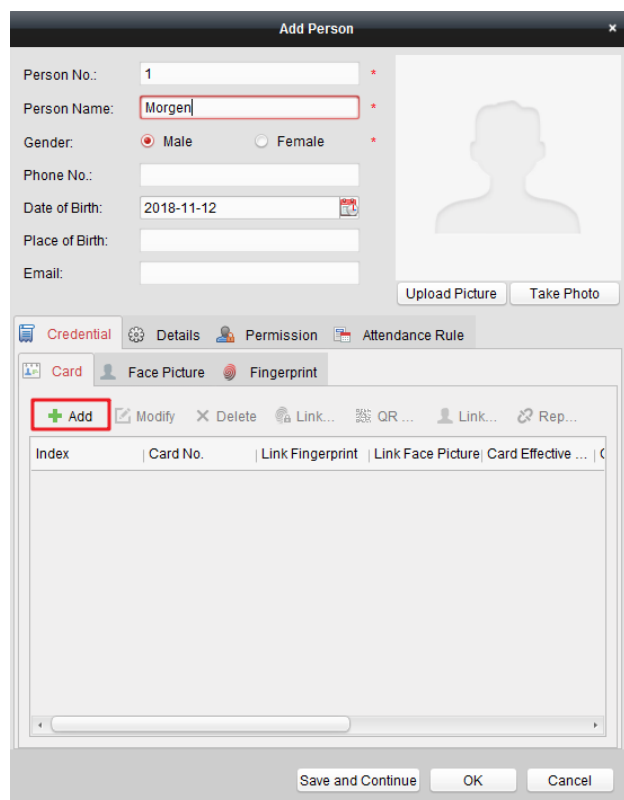 Add Person ×
Person No.: 1 *
Person Name: Morgen *
Gender: Male Female *
Phone No.:
Date of Birth: 2018-11-12
Place of Birth:
Email:
Upload Picture Take Photo
Credential Details Permission Attendance Rule
Card Face Picture Fingerprint
Add Modify Delete Link... QR ... Link... Rep...
Index Card No. Link Fingerprint Link Face Picture Card Effective ...
Save and Continue OK Cancel